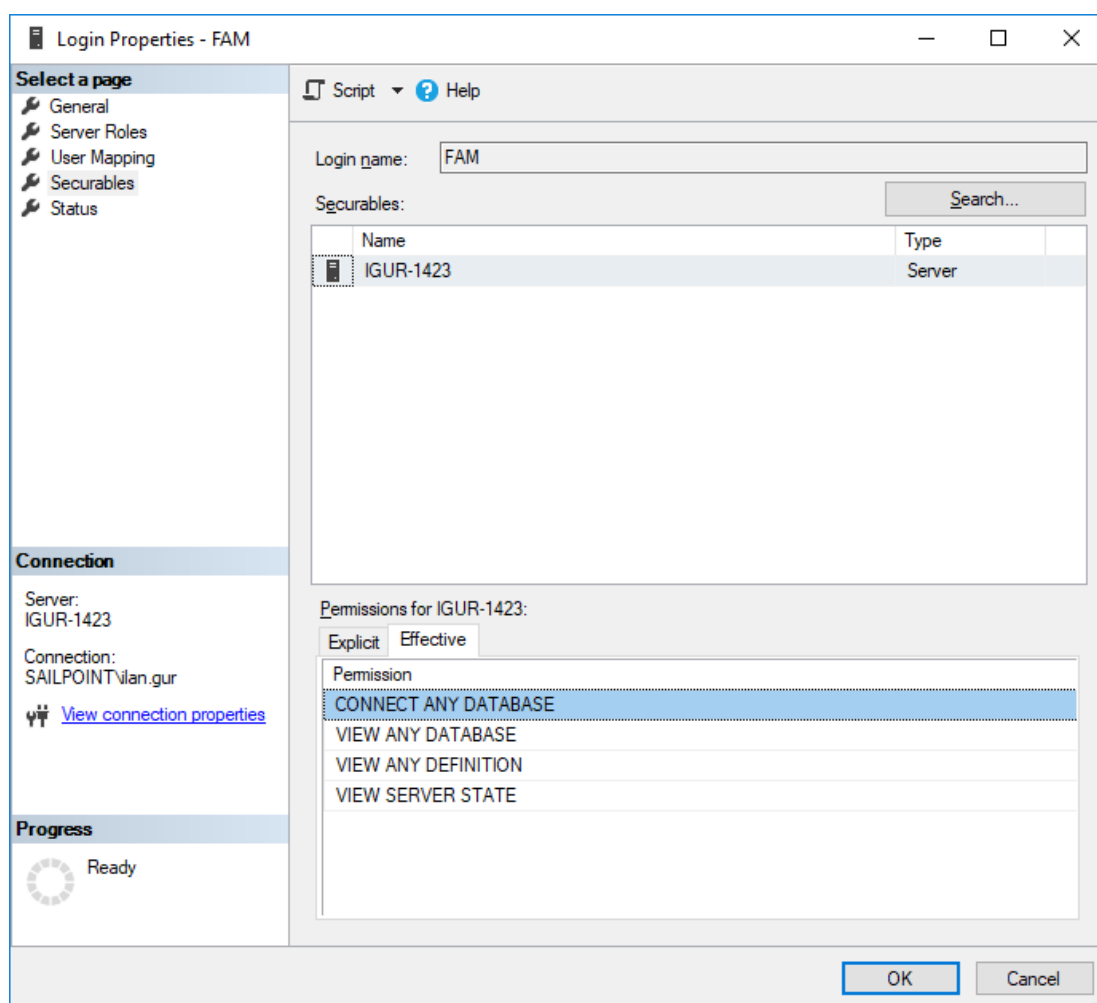 Login Properties - FAM
Select a page
General
Server Roles
User Mapping
Securables
Status
Script
Help
Login name:
FAM
Securables:
Search...
Name
Type
IGUR-1423
Server
Connection
Server:
IGUR-1423
Connection:
SAILPOINT\ilan.gur
View connection properties
Progress
Ready
Permissions for IGUR-1423:
Explicit
Effective
Permission
CONNECT ANY DATABASE
VIEW ANY DATABASE
VIEW ANY DEFINITION
VIEW SERVER STATE
OK
Cancel